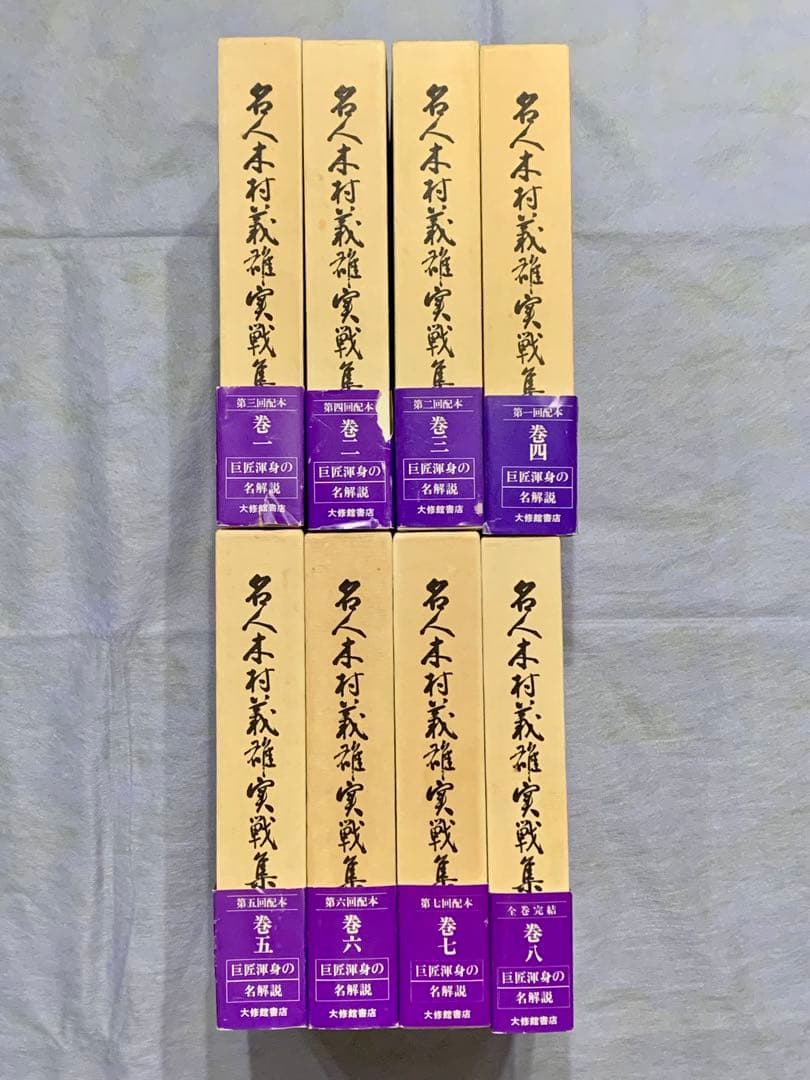 名人木村義雄実戦集
第三回配本
巻一
巨匠渾身の
名解説
大修館書店
名人木村義雄実戦集
第四回配本
巻二
巨匠渾身の
名解説
大修館書店
名人木村義雄実戦集
第二回配本
巻三
巨匠渾身の
名解説
大修館書店
名人木村義雄実戦集
第一回配本
巻四
巨匠渾身の
名解説
大修館書店
名人木村義雄実戦集
第五回配本
巻五
巨匠渾身の
名解説
大修館書店
名人木村義雄実戦集
第六回配本
巻六
巨匠渾身の
名解説
大修館書店
名人木村義雄実戦集
第七回配本
巻七
巨匠渾身の
名解説
大修館書店
名人木村義雄実戦集
全巻完結
巻八
巨匠渾身の
名解説
大修館書店